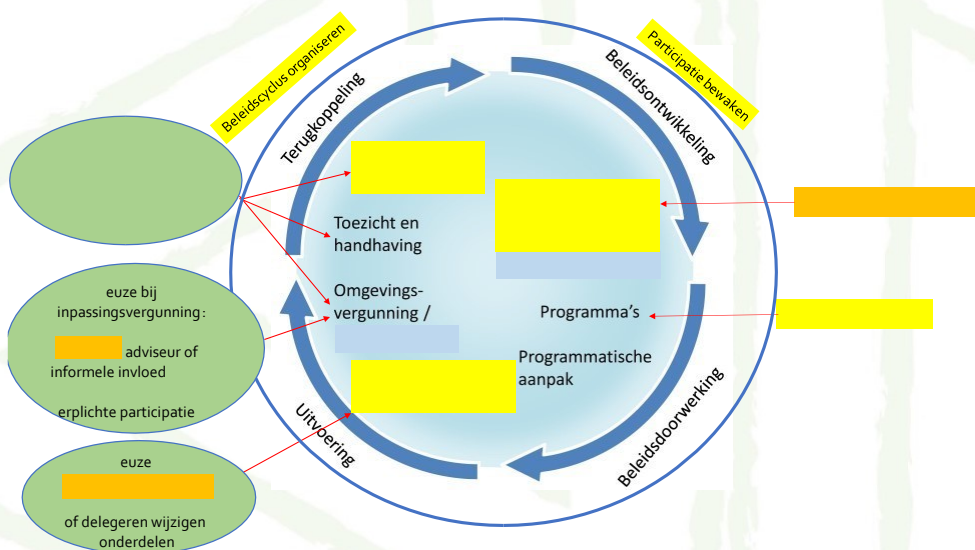 Beleidscyclus organiseren
Participatie bewaken
Terugkoppeling
Beleidsontwikkeling
Toezicht en
handhaving
Omgevings-
vergunning /
euze bij
inpassingsvergunning:
adviseur of
informele invloed
erplichte participatie
Programma’s
Programmatische
aanpak
Uitvoering
Beleidsdoorwerking
euze
of delegeren wijzigen
onderdelen